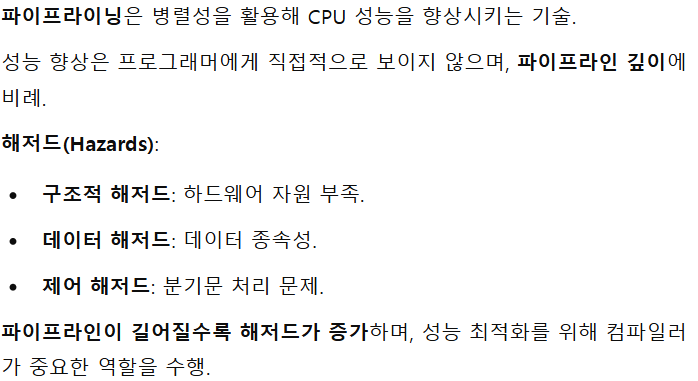 파이프라이닝은 병렬성을 활용해 CPU 성능을 향상시키는 기술.
성능 향상은 프로그래머에게 직접적으로 보이지 않으며, 파이프라인 깊이에
비례.
해저드(Hazards):
• 구조적 해저드: 하드웨어 자원 부족.
• 데이터 해저드: 데이터 종속성.
• 제어 해저드: 분기문 처리 문제.
파이프라인이 길어질수록 해저드가 증가하며, 성능 최적화를 위해 컴파일러
가 중요한 역할을 수행.